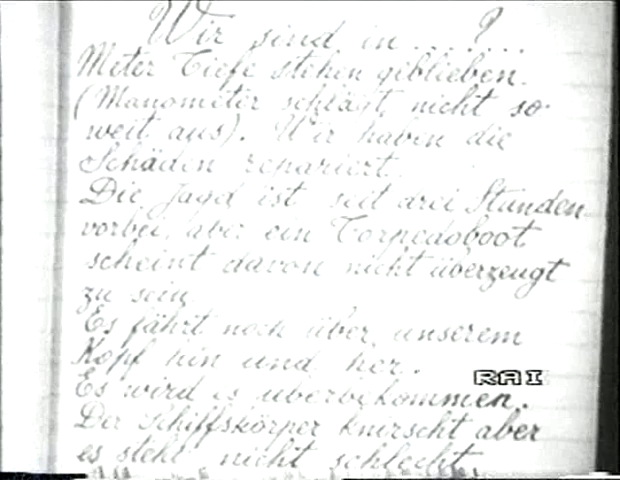 Wir sind in ....?....
Meter Tiefe stehen geblieben.
(Manometer schlägt nicht so
weit aus). Wir haben die
Schäden repariert.
Die Jagd ist seit drei Stunden
vorbei, aber ein Torpedoboot
scheint davon nicht überzeugt
zu sein.
Es fährt noch über unserem
Kopf hin und her.
RAI
Es wird es überbekommen.
Der Schiffskörper knirscht aber
es steht nicht schlecht.